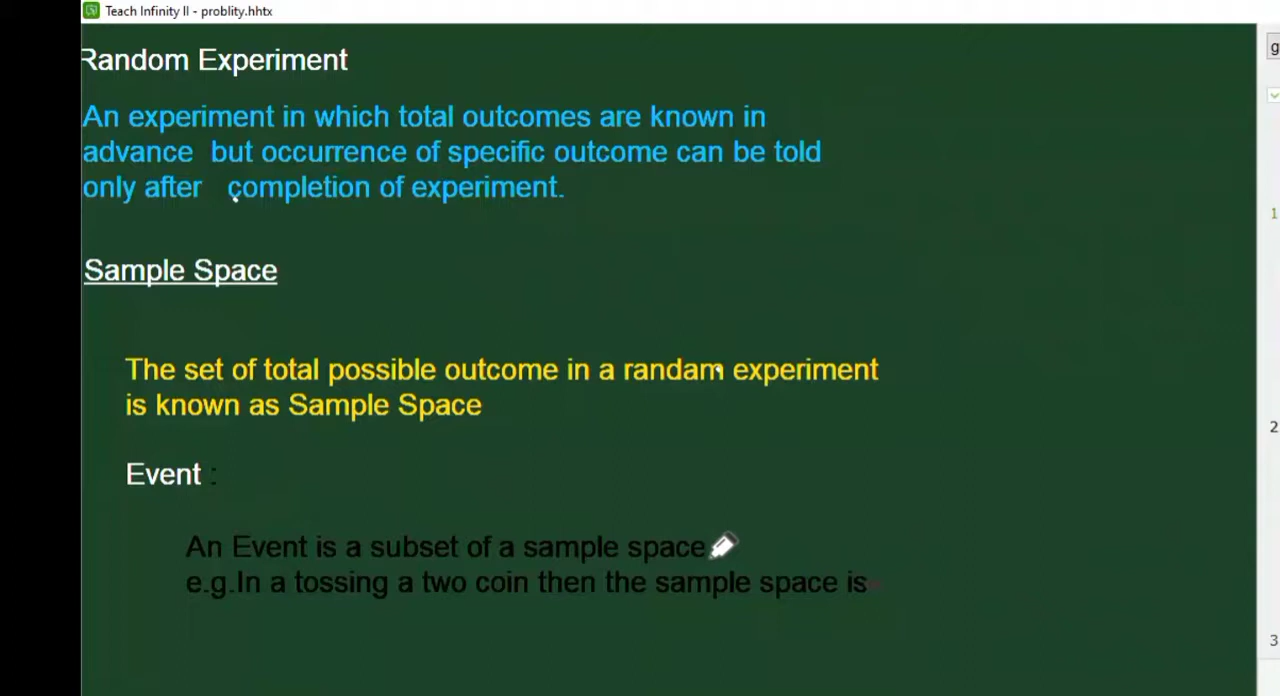 Teach Infinity II - problity.hhtx
Random Experiment
An experiment in which total outcomes are known in
advance but occurrence of specific outcome can be told
only after completion of experiment.
Sample Space
The set of total possible outcome in a randam experiment
is known as Sample Space
Event :
An Event is a subset of a sample space
e.g.In a tossing a two coin then the sample space is
g
1
2
3